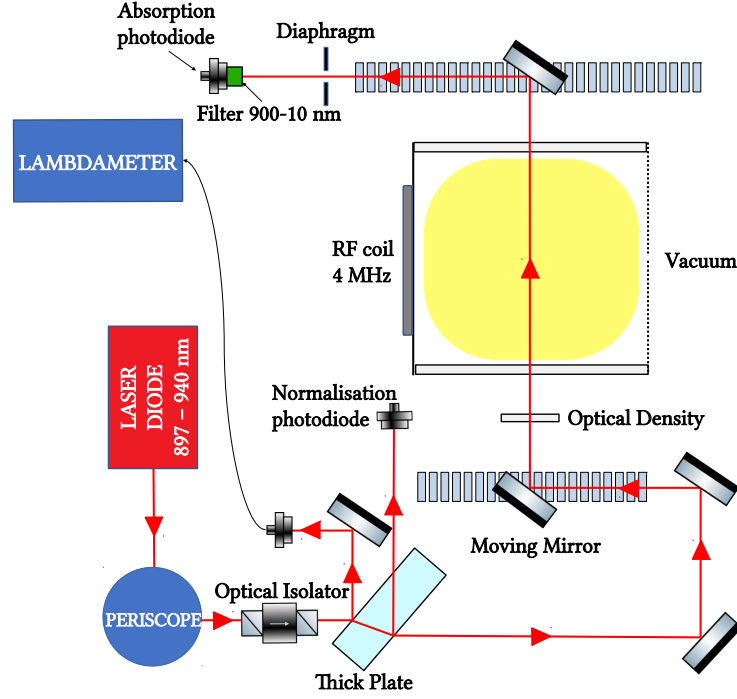 Absorption
photodiode
Diaphragm
Filter 900-10 nm
LAMBDAMETER
RF coil
4 MHz
Vacuum
LASER
DIODE
897 – 940 nm
Normalisation
photodiode
Optical Density
Moving Mirror
Optical Isolator
PERISCOPE
Thick Plate